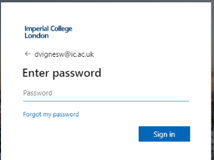 Imperial College
London
← dvignesw@ic.ac.uk
Enter password
Password
Forgot my password
Sign in